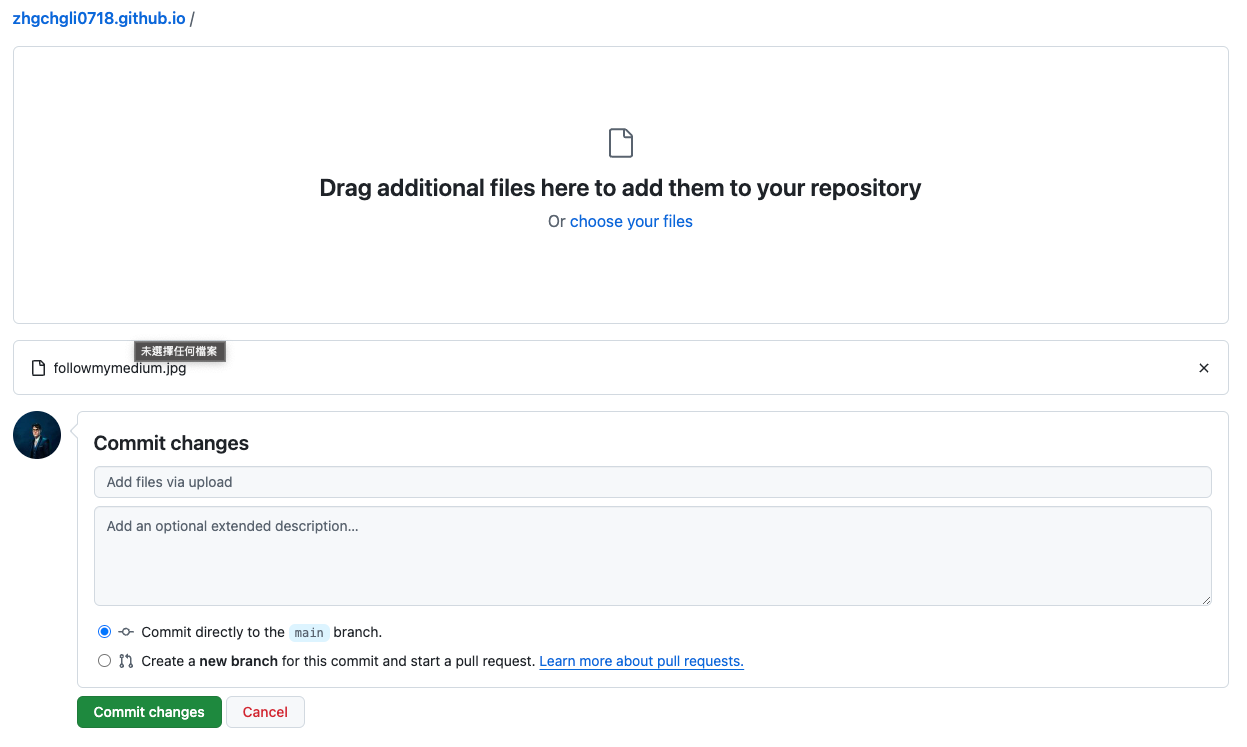 zhgchgli0718.github.io /
Drag additional files here to add them to your repository
Or choose your files
未選擇任何檔案
followmymedium.jpg
Commit changes
Add files via upload
Add an optional extended description...
Commit directly to the main branch.
Create a new branch for this commit and start a pull request. Learn more about pull requests.
Commit changes Cancel